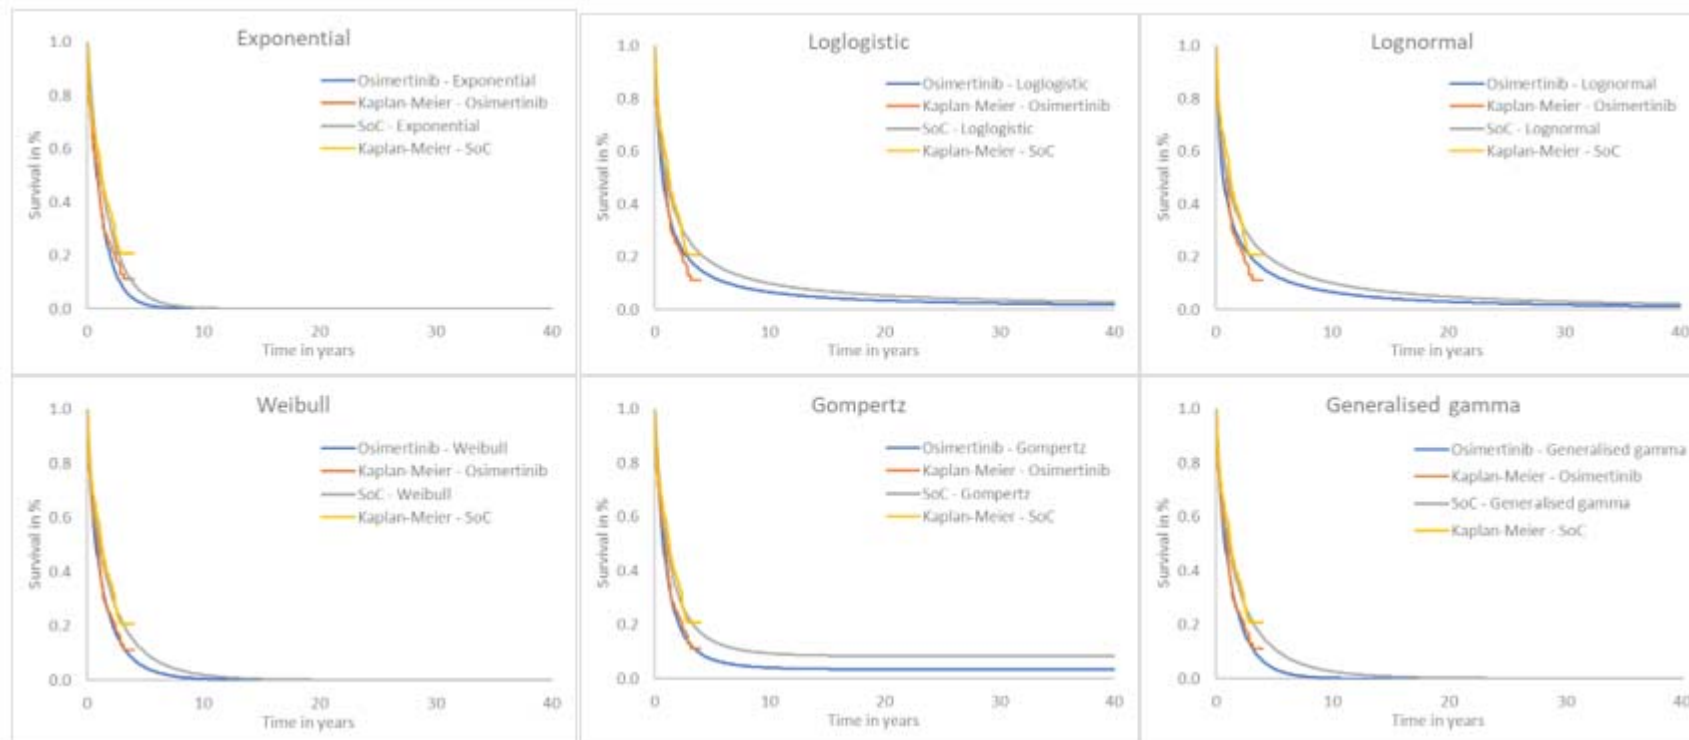 Exponential
Osimertinib - Exponential
Kaplan-Meier - Osimertinib
SoC - Exponential
Kaplan-Meier - SoC
Survival in %
1.0
0.8
0.6
0.4
0.2
0.0
0 10 20 30 40
Time in years
Loglogistic
Osimertinib - Loglogistic
Kaplan-Meier - Osimertinib
SoC - Loglogistic
Kaplan-Meier - SoC
Survival in %
1.0
0.8
0.6
0.4
0.2
0.0
0 10 20 30 40
Time in years
Lognormal
Osimertinib - Lognormal
Kaplan-Meier - Osimertinib
SoC - Lognormal
Kaplan-Meier - SoC
Survival in %
1.0
0.8
0.6
0.4
0.2
0.0
0 10 20 30 40
Time in years
Weibull
Osimertinib - Weibull
Kaplan-Meier - Osimertinib
SoC - Weibull
Kaplan-Meier - SoC
Survival in %
1.0
0.8
0.6
0.4
0.2
0.0
0 10 20 30 40
Time in years
Gompertz
Osimertinib - Gompertz
Kaplan-Meier - Osimertinib
SoC - Gompertz
Kaplan-Meier - SoC
Survival in %
1.0
0.8
0.6
0.4
0.2
0.0
0 10 20 30 40
Time in years
Generalised gamma
Osimertinib - Generalised gamma
Kaplan-Meier - Osimertinib
SoC - Generalised gamma
Kaplan-Meier - SoC
Survival in %
1.0
0.8
0.6
0.4
0.2
0.0
0 10 20 30 40
Time in years